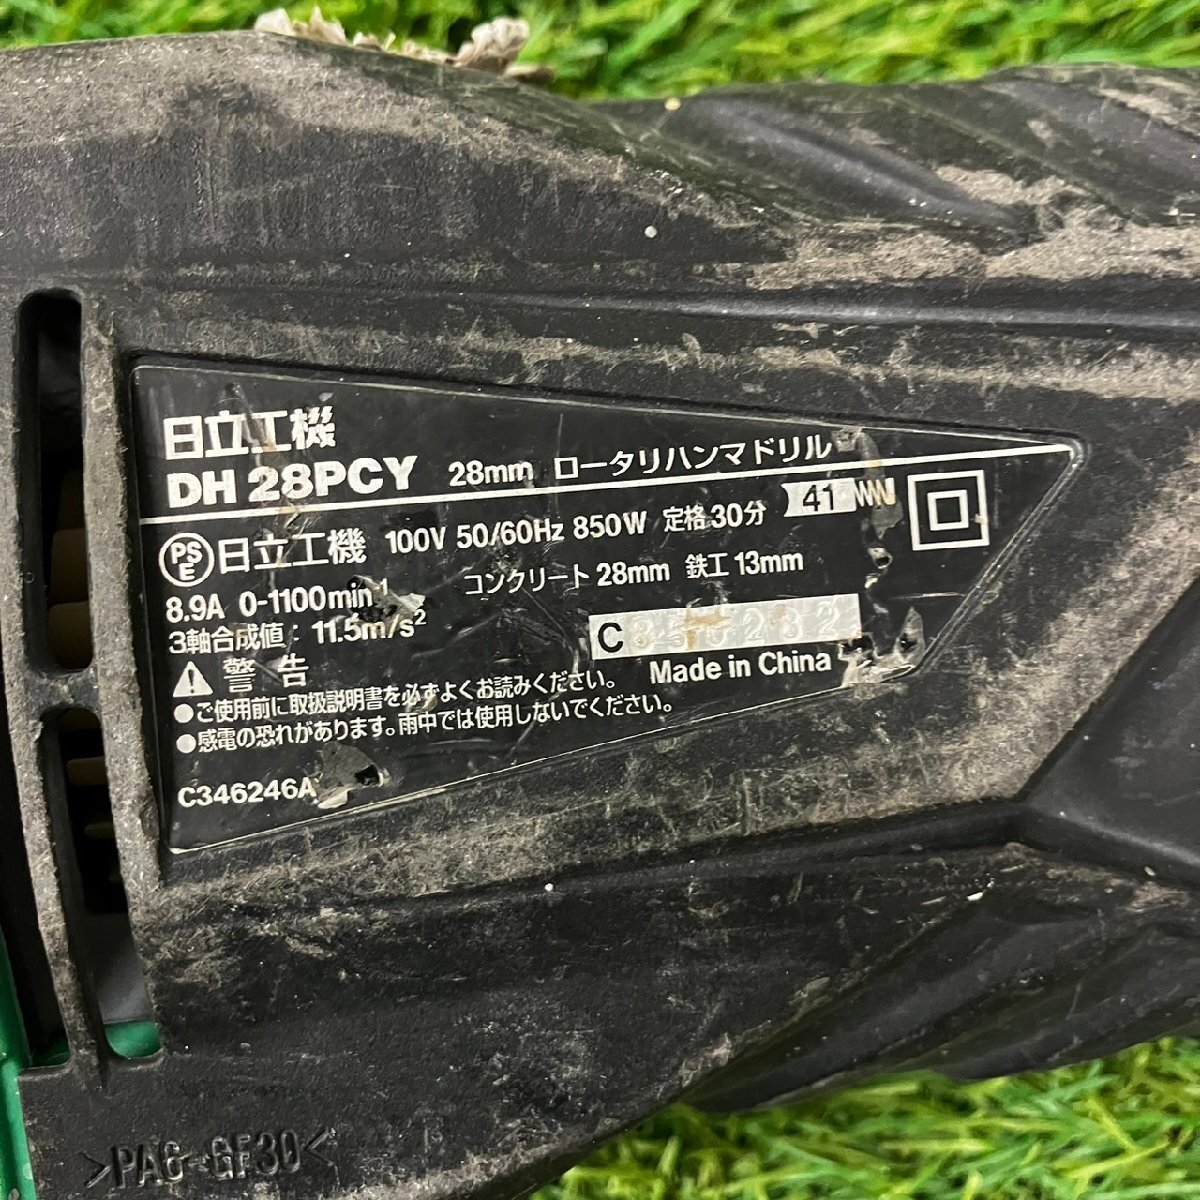 日立工機
DH 28PCY 28mm ロータリハンマドリル
PSE 日立工機 100V 50/60Hz 850W 定格 30分 41
8.9A 0-1100min⁻¹ コンクリート 28mm 鉄工 13mm
3軸合成値: 11.5m/s²
C
Made in China
警告
●ご使用前に取扱説明書を必ずよくお読みください。
●感電の恐れがあります。雨中では使用しないでください。
C346246A
>PA6-GF30<